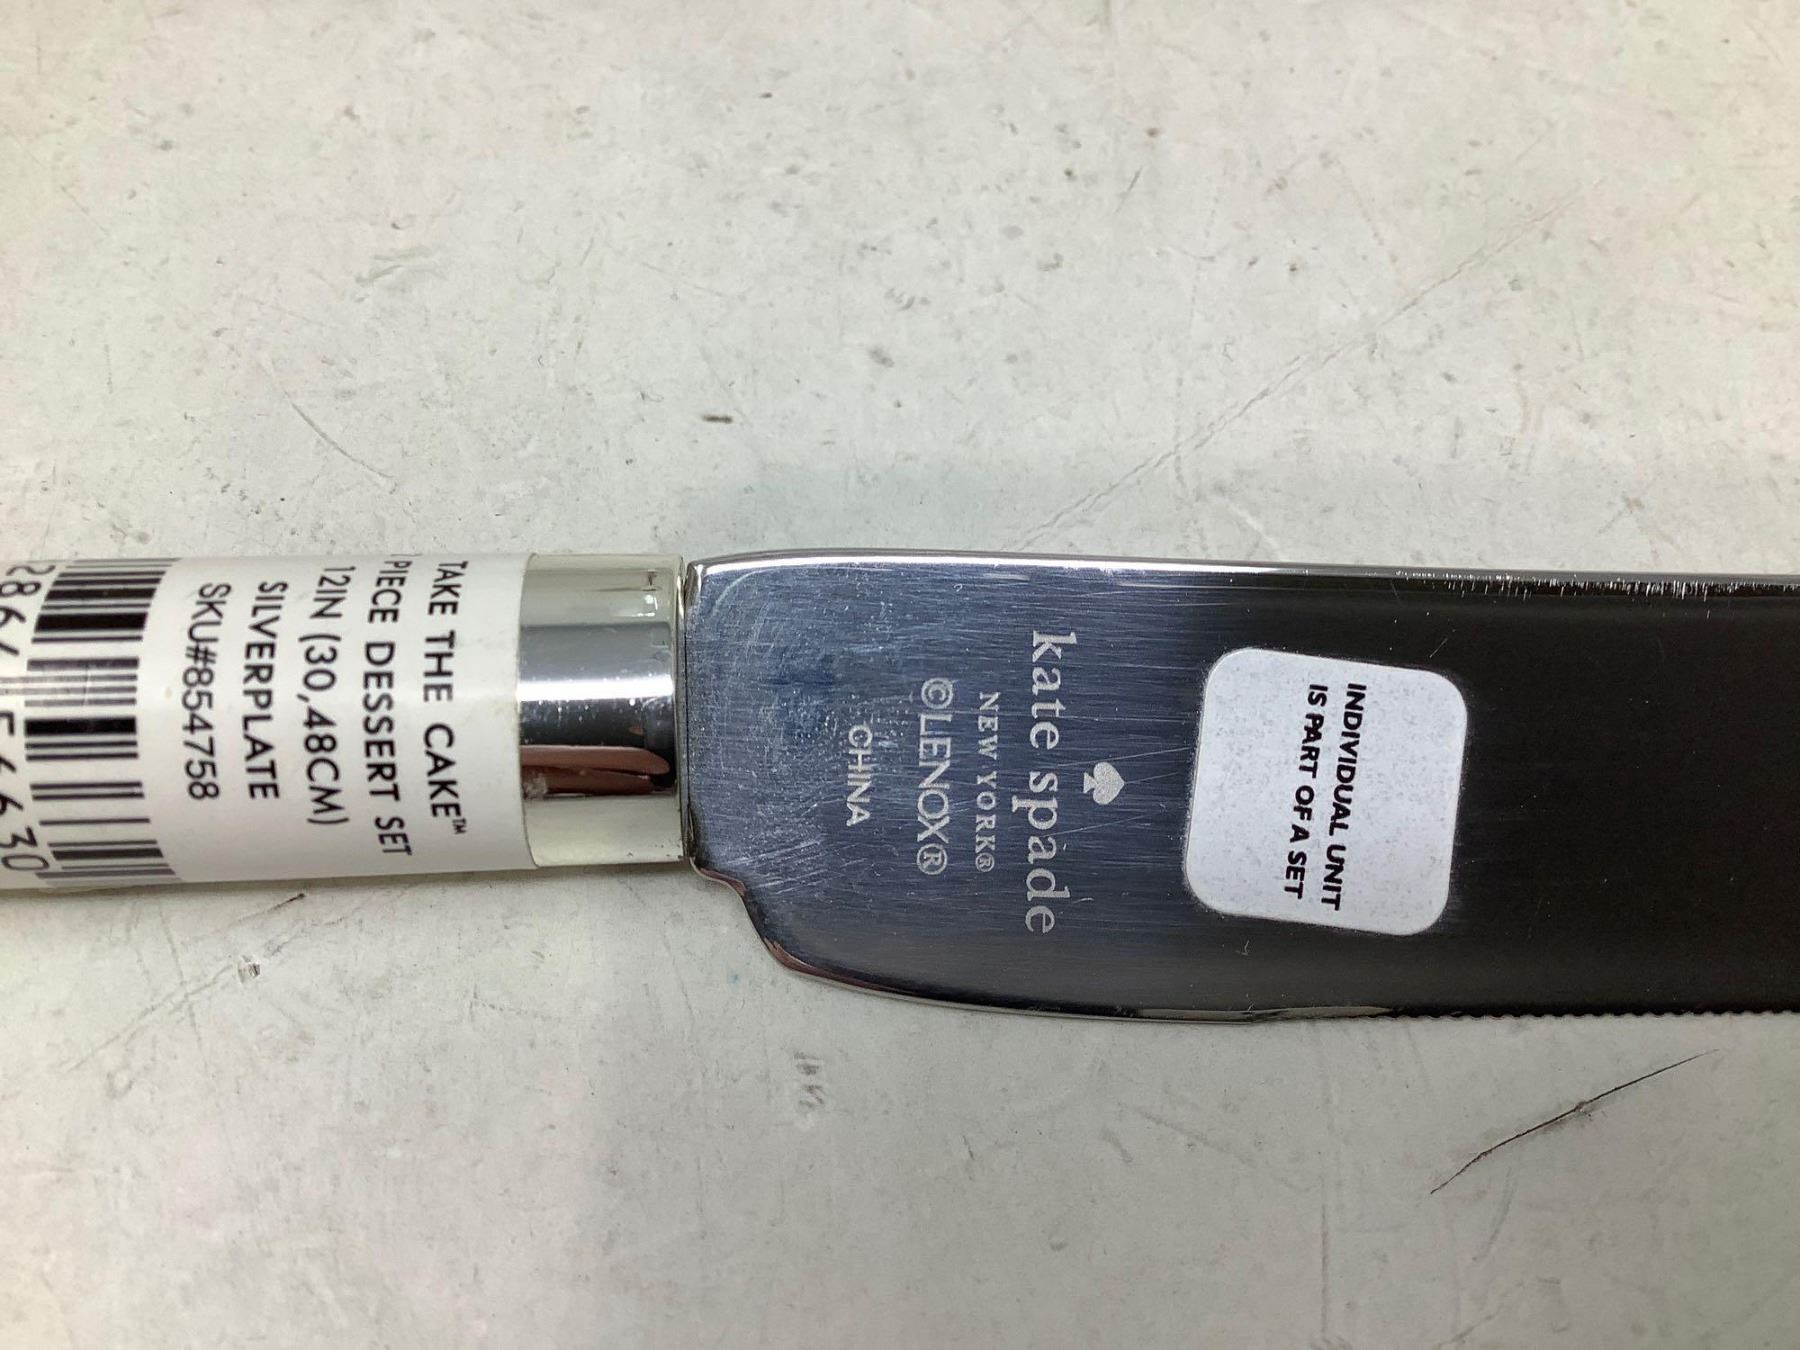 TAKE THE CAKE™
PIECE DESSERT SET
12IN (30,48CM)
SILVERPLATE
SKU#854758
kate spade
NEW YORK®
©LENOX®
CHINA
INDIVIDUAL UNIT
IS PART OF A SET